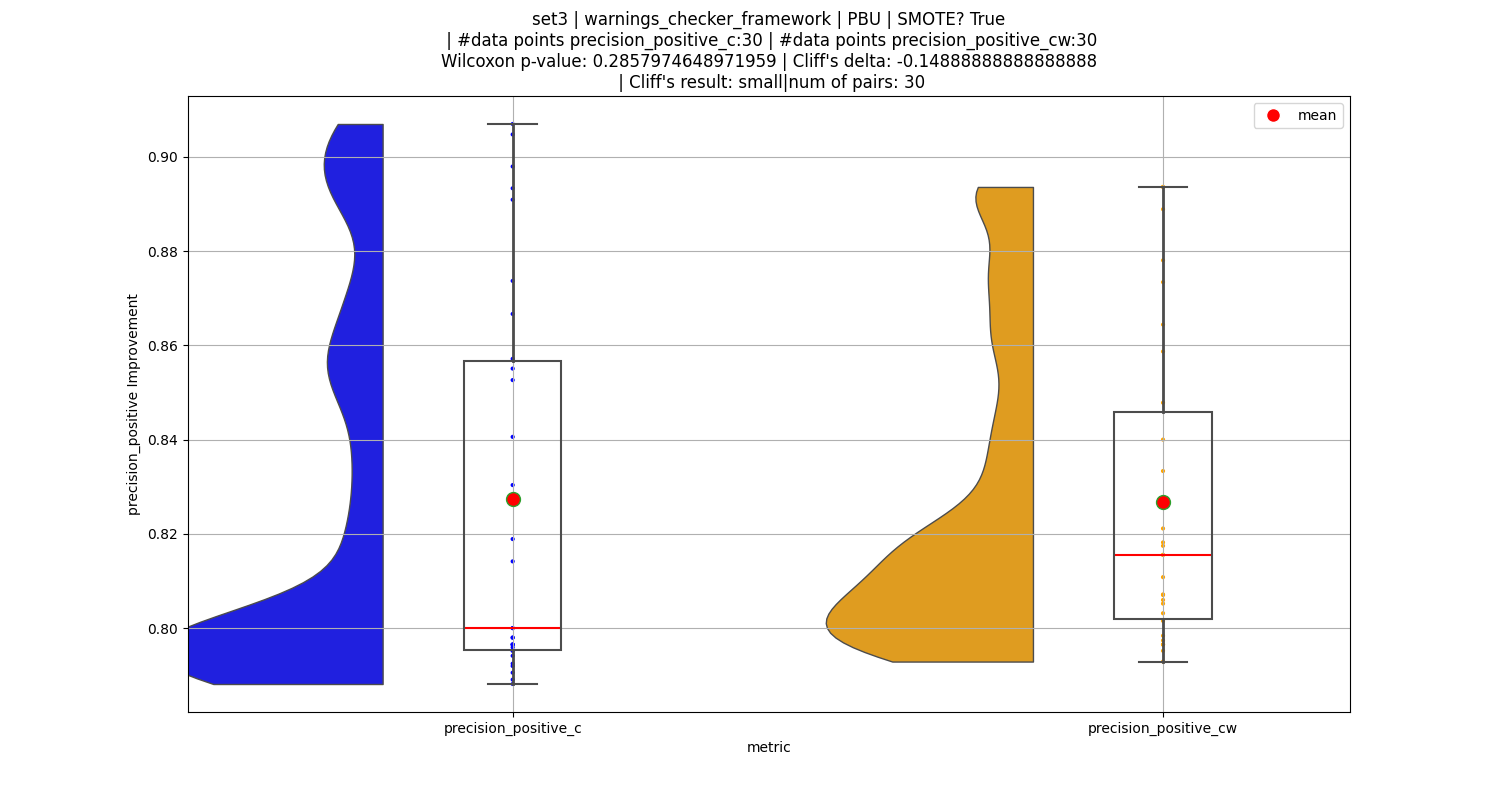 set3 | warnings_checker_framework | PBU | SMOTE? True
| #data points precision_positive_c:30 | #data points precision_positive_cw:30
Wilcoxon p-value: 0.2857974648971959 | Cliff's delta: -0.14888888888888888
| Cliff's result: small|num of pairs: 30
mean
0.90
0.88
0.86
0.84
0.82
0.80
precision_positive Improvement
precision_positive_c
precision_positive_cw
metric